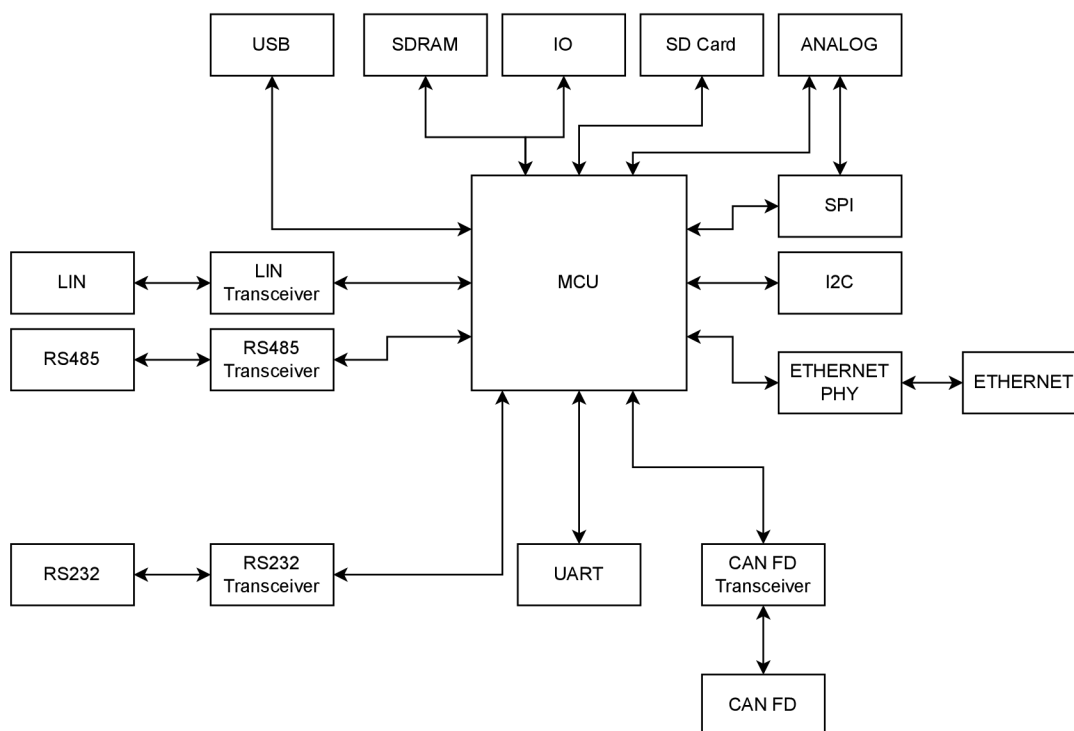 USB
SDRAM
IO
SD Card
ANALOG
SPI
LIN
LIN
Transceiver
MCU
I2C
RS485
RS485
Transceiver
ETHERNET
PHY
ETHERNET
RS232
RS232
Transceiver
UART
CAN FD
Transceiver
CAN FD